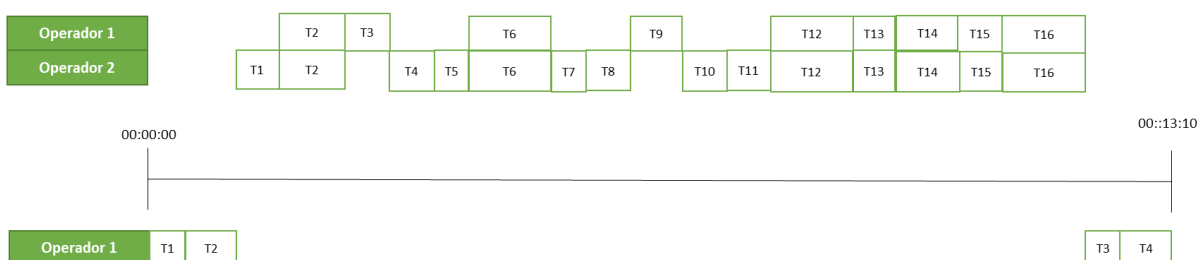 Operador 1 T2 T3 T6 T9 T12 T13 T14 T15 T16
Operador 2 T1 T2 T4 T5 T6 T7 T8 T10 T11 T12 T13 T14 T15 T16
00:00:00 00::13:10
Operador 1 T1 T2 T3 T4